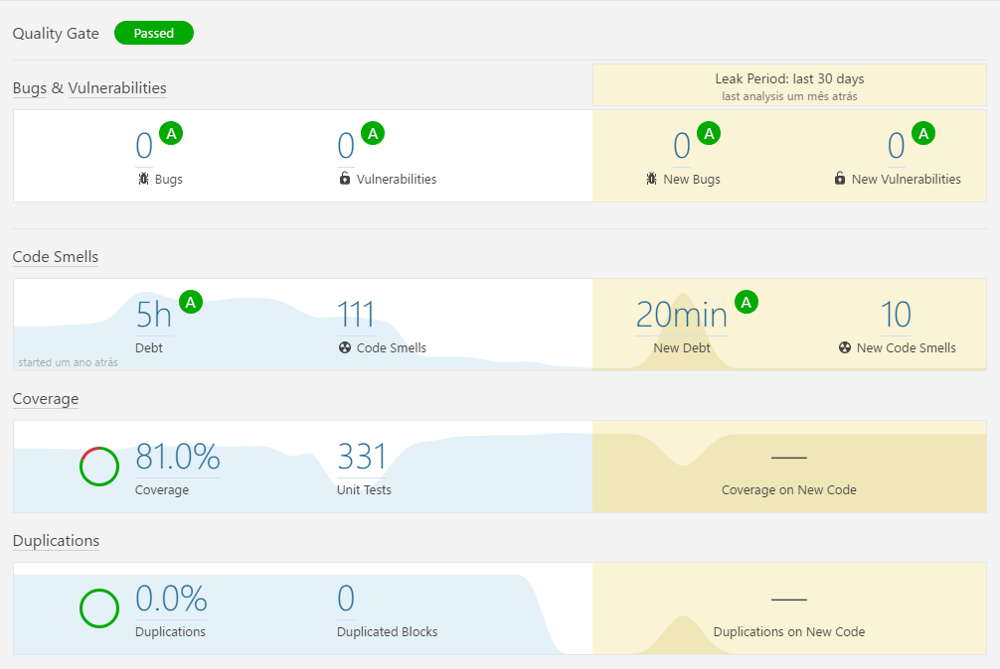 Quality Gate Passed
Leak Period: last 30 days
Bugs & Vulnerabilities
last analysis um mês atrás
0 A 0 A 0 A 0 A
Bugs Vulnerabilities New Bugs New Vulnerabilities
Code Smells
5h A 111 20min A 10
Debt Code Smells New Debt New Code Smells
started um ano atrás
Coverage
81.0% 331 —
Coverage Unit Tests Coverage on New Code
Duplications
0.0% 0 —
Duplications Duplicated Blocks Duplications on New Code